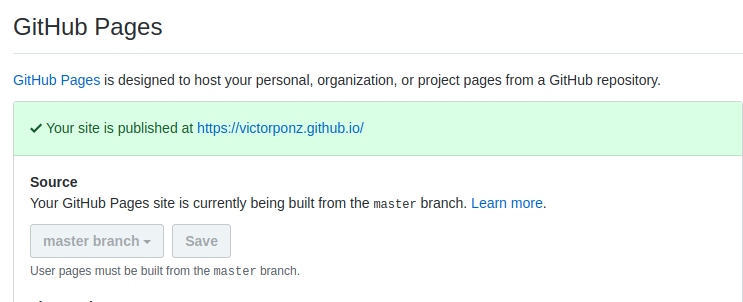 GitHub Pages
GitHub Pages is designed to host your personal, organization, or project pages from a GitHub repository.
✓ Your site is published at https://victorponz.github.io/
Source
Your GitHub Pages site is currently being built from the master branch. Learn more.
master branch Save
User pages must be built from the master branch.